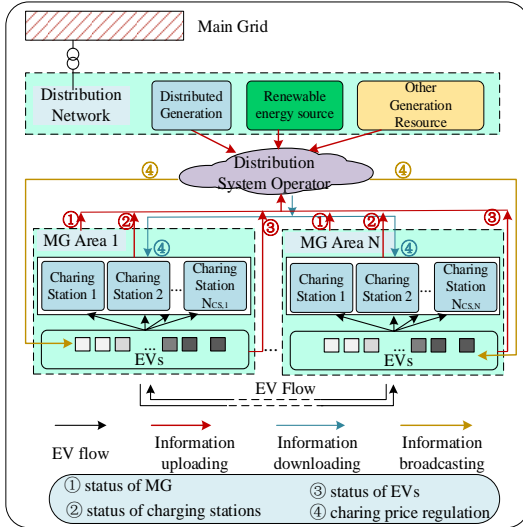 Main Grid
Distribution
Network
Distributed
Generation
Renewable
energy source
Other
Generation
Resource
Distribution
System Operator
④
④
① ② ③ ① ② ③
MG Area 1
④
MG Area N
④
Charing
Station 1
Charing
Station 2
...
Charing
Station
NCS,1
Charing
Station 1
Charing
Station 2
...
Charing
Station
NCS,N
...
EVs
...
...
EVs
...
EV Flow
EV flow
Information
uploading
Information
downloading
Information
broadcasting
① status of MG
② status of charging stations
③ status of EVs
④ charing price regulation